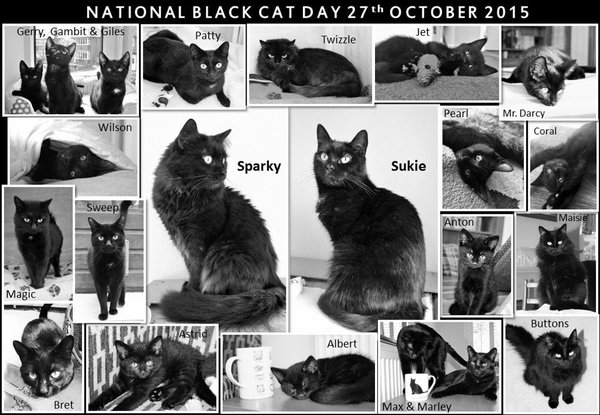 NATIONAL BLACK CAT DAY 27th OCTOBER 2015
Gerry, Gambit & Giles
Patty
Twizzle
Jet
Mr. Darcy
Wilson
Sparky
Sukie
Pearl
Coral
Magic
Sweep
Anton
Maisie
Bret
Astrid
Albert
Max & Marley
Buttons